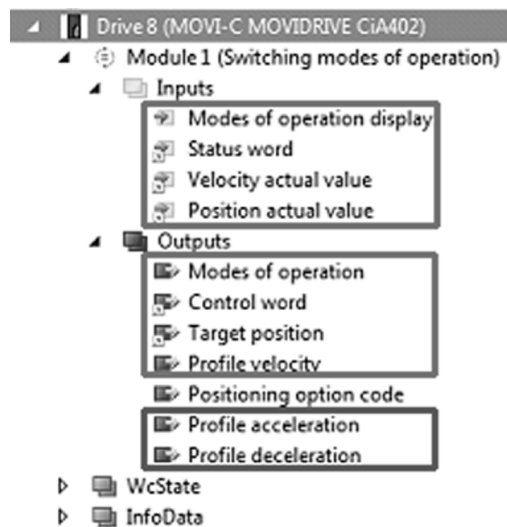 Drive 8 (MOVI-C MOVIDRIVE CiA402)
Module 1 (Switching modes of operation)
Inputs
Modes of operation display
Status word
Velocity actual value
Position actual value
Outputs
Modes of operation
Control word
Target position
Profile velocity
Positioning option code
Profile acceleration
Profile deceleration
WcState
InfoData